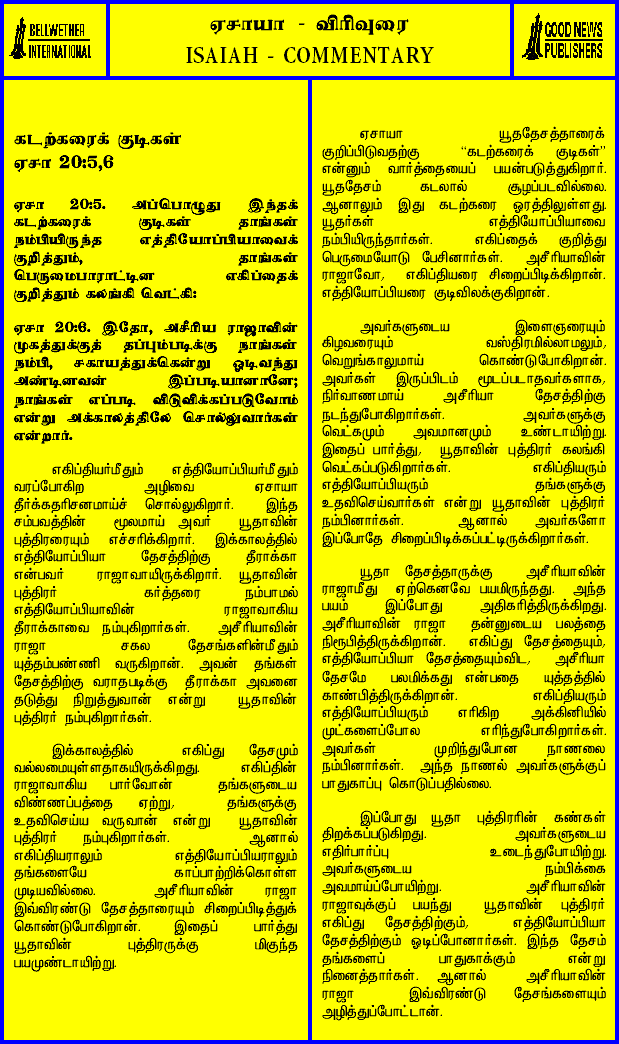 BELLWETHER
INTERNATIONAL
ஏசாயா - விரிவுரை
ISAIAH - COMMENTARY
GOOD NEWS
PUBLISHERS
கடற்கரைக் குடிகள்
ஏசா 20:5,6
ஏசா 20:5. அப்பொழுது இந்தக்
கடற்கரைக் குடிகள் தாங்கள்
நம்பியிருந்த எத்தியோப்பியாவைக்
குறித்தும், தாங்கள்
பெருமைபாராட்டின எகிப்தைக்
குறித்தும் கலங்கி வெட்கி:
ஏசா 20:6. இதோ, அசீரிய ராஜாவின்
முகத்துக்குத் தப்பும்படிக்கு நாங்கள்
நம்பி, சகாயத்துக்கென்று ஓடிவந்து
அண்டினவன் இப்படியானானே;
நாங்கள் எப்படி விடுவிக்கப்படுவோம்
என்று அக்காலத்திலே சொல்லுவார்கள்
என்றார்.
எகிப்தியர்மீதும் எத்தியோப்பியர்மீதும்
வரப்போகிற அழிவை ஏசாயா
தீர்க்கதரிசனமாய்ச் சொல்லுகிறார். இந்த
சம்பவத்தின் மூலமாய் அவர் யூதாவின்
புத்திரரையும் எச்சரிக்கிறார். இக்காலத்தில்
எத்தியோப்பியா தேசத்திற்கு தீராக்கா
என்பவர் ராஜாவாயிருக்கிறார். யூதாவின்
புத்திரர் கர்த்தரை நம்பாமல்
எத்தியோப்பியாவின் ராஜாவாகிய
தீராக்காவை நம்புகிறார்கள். அசீரியாவின்
ராஜா சகல தேசங்களின்மீதும்
யுத்தம்பண்ணி வருகிறான். அவன் தங்கள்
தேசத்திற்கு வராதபடிக்கு தீராக்கா அவனை
தடுத்து நிறுத்துவான் என்று யூதாவின்
புத்திரர் நம்புகிறார்கள்.
இக்காலத்தில் எகிப்து தேசமும்
வல்லமையுள்ளதாகயிருக்கிறது. எகிப்தின்
ராஜாவாகிய பார்வோன் தங்களுடைய
விண்ணப்பத்தை ஏற்று, தங்களுக்கு
உதவிசெய்ய வருவான் என்று யூதாவின்
புத்திரர் நம்புகிறார்கள். ஆனால்
எகிப்தியராலும் எத்தியோப்பியராலும்
தங்களையே காப்பாற்றிக்கொள்ள
முடியவில்லை. அசீரியாவின் ராஜா
இவ்விரண்டு தேசத்தாரையும் சிறைப்பிடித்துக்
கொண்டுபோகிறான். இதைப் பார்த்து
யூதாவின் புத்திரருக்கு மிகுந்த
பயமுண்டாயிற்று.
ஏசாயா யூததேசத்தாரைக்
குறிப்பிடுவதற்கு “கடற்கரைக் குடிகள்”
என்னும் வார்த்தையைப் பயன்படுத்துகிறார்.
யூததேசம் கடலால் சூழப்படவில்லை.
ஆனாலும் இது கடற்கரை ஓரத்திலுள்ளது.
யூதர்கள் எத்தியோப்பியாவை
நம்பியிருந்தார்கள். எகிப்தைக் குறித்து
பெருமையோடு பேசினார்கள். அசீரியாவின்
ராஜாவோ, எகிப்தியரை சிறைப்பிடிக்கிறான்.
எத்தியோப்பியரை குடிவிலக்குகிறான்.
அவர்களுடைய இளைஞரையும்
கிழவரையும் வஸ்திரமில்லாமலும்,
வெறுங்காலுமாய் கொண்டுபோகிறான்.
அவர்கள் இருப்பிடம் மூடப்படாதவர்களாக,
நிர்வாணமாய் அசீரியா தேசத்திற்கு
நடந்துபோகிறார்கள். அவர்களுக்கு
வெட்கமும் அவமானமும் உண்டாயிற்று.
இதைப் பார்த்து, யூதாவின் புத்திரர் கலங்கி
வெட்கப்படுகிறார்கள். எகிப்தியரும்
எத்தியோப்பியரும் தங்களுக்கு
உதவிசெய்வார்கள் என்று யூதாவின் புத்திரர்
நம்பினார்கள். ஆனால் அவர்களோ
இப்போதே சிறைப்பிடிக்கப்பட்டிருக்கிறார்கள்.
யூதா தேசத்தாருக்கு அசீரியாவின்
ராஜாமீது ஏற்கெனவே பயமிருந்தது. அந்த
பயம் இப்போது அதிகரித்திருக்கிறது.
அசீரியாவின் ராஜா தன்னுடைய பலத்தை
நிரூபித்திருக்கிறான். எகிப்து தேசத்தையும்,
எத்தியோப்பியா தேசத்தையும்விட, அசீரியா
தேசமே பலமிக்கது என்பதை யுத்தத்தில்
காண்பித்திருக்கிறான். எகிப்தியரும்
எத்தியோப்பியரும் எரிகிற அக்கினியில்
முட்களைப்போல எரிந்துபோகிறார்கள்.
அவர்கள் முறிந்துபோன நாணலை
நம்பினார்கள். அந்த நாணல் அவர்களுக்குப்
பாதுகாப்பு கொடுப்பதில்லை.
இப்போது யூதா புத்திரரின் கண்கள்
திறக்கப்படுகிறது. அவர்களுடைய
எதிர்பார்ப்பு உடைந்துபோயிற்று.
அவர்களுடைய நம்பிக்கை
அவமாய்ப்போயிற்று. அசீரியாவின்
ராஜாவுக்குப் பயந்து யூதாவின் புத்திரர்
எகிப்து தேசத்திற்கும், எத்தியோப்பியா
தேசத்திற்கும் ஓடிப்போனார்கள். இந்த தேசம்
தங்களைப் பாதுகாக்கும் என்று
நினைத்தார்கள். ஆனால் அசீரியாவின்
ராஜா இவ்விரண்டு தேசங்களையும்
அழித்துப்போட்டான்.